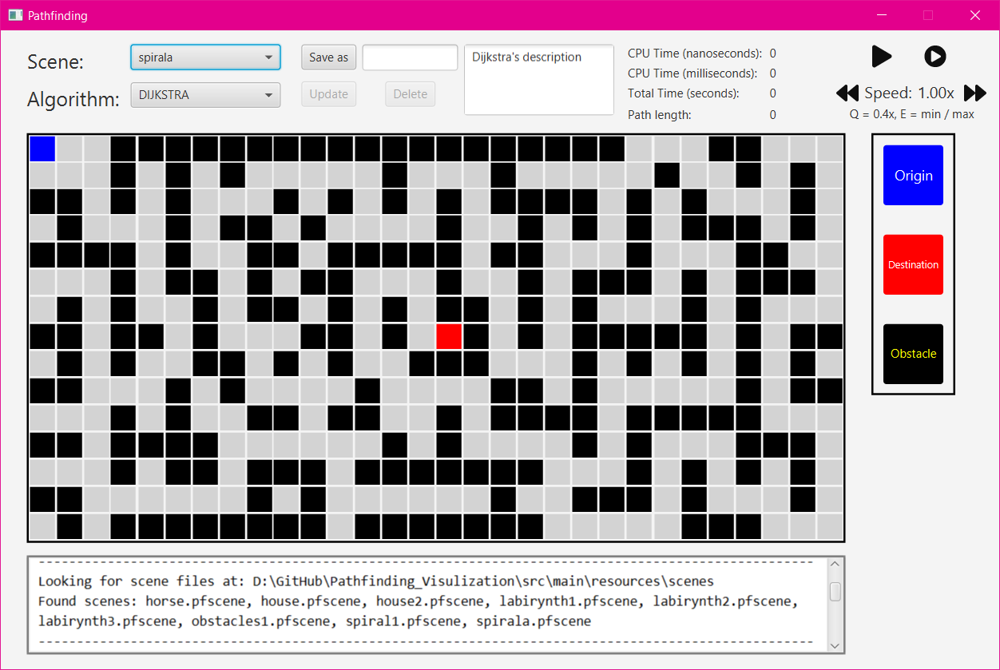 Pathfinding
Scene:
spirala
Save as
Dijkstra's description
CPU Time (nanoseconds): 0
CPU Time (milliseconds): 0
Total Time (seconds): 0
Path length: 0
Algorithm:
DIJKSTRA
Update
Delete
Speed: 1.00x
Q = 0.4x, E = min / max
Origin
Destination
Obstacle
--------------------------------------------------------------------------------
Looking for scene files at: D:\GitHub\Pathfinding_Visulization\src\main\resources\scenes
Found scenes: horse.pfscene, house.pfscene, house2.pfscene, labirynth1.pfscene, labirynth2.pfscene,
labirynth3.pfscene, obstacles1.pfscene, spiral1.pfscene, spirala.pfscene
--------------------------------------------------------------------------------